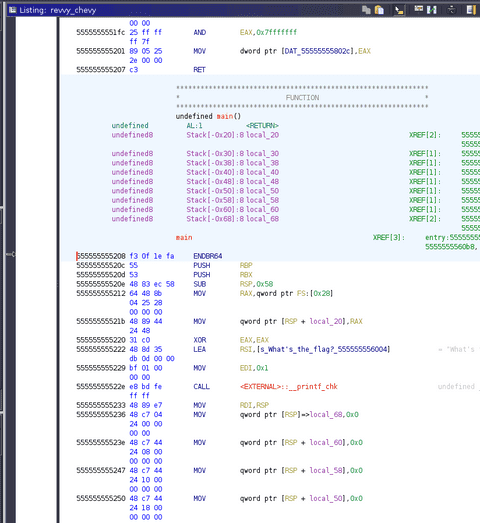 Listing: revvy_chevy
00 00
5555555551fc 25 ff ff AND EAX,0x7fffffff
ff 7f
555555555201 89 05 25 MOV dword ptr [DAT_55555555802c],EAX
2e 00 00
555555555207 c3 RET
************************************************************
* FUNCTION *
************************************************************
undefined main()
undefined AL:1 <RETURN>
undefined8 Stack[-0x20]:8 local_20 XREF[2]: 55555
55555
undefined8 Stack[-0x30]:8 local_30 XREF[1]: 55555
undefined8 Stack[-0x38]:8 local_38 XREF[1]: 55555
undefined8 Stack[-0x40]:8 local_40 XREF[1]: 55555
undefined8 Stack[-0x48]:8 local_48 XREF[1]: 55555
undefined8 Stack[-0x50]:8 local_50 XREF[1]: 55555
undefined8 Stack[-0x58]:8 local_58 XREF[1]: 55555
undefined8 Stack[-0x60]:8 local_60 XREF[1]: 55555
undefined8 Stack[-0x68]:8 local_68 XREF[2]: 55555
55555
main XREF[3]: entry:5555555
5555555560b8,
555555555208 f3 0f 1e fa ENDBR64
55555555520c 55 PUSH RBP
55555555520d 53 PUSH RBX
55555555520e 48 83 ec 58 SUB RSP,0x58
555555555212 64 48 8b MOV RAX,qword ptr FS:[0x28]
04 25 28
00 00 00
55555555521b 48 89 44 MOV qword ptr [RSP + local_20],RAX
24 48
555555555220 31 c0 XOR EAX,EAX
555555555222 48 8d 35 LEA RSI,[s_What's_the_flag?_555555556004] = "What's
db 0d 00 00
555555555229 bf 01 00 MOV EDI,0x1
00 00
55555555522e e8 bd fe CALL <EXTERNAL>::__printf_chk undefined
ff ff
555555555233 48 89 e7 MOV RDI,RSP
555555555236 48 c7 04 MOV qword ptr [RSP]=>local_68,0x0
24 00 00
00 00
55555555523e 48 c7 44 MOV qword ptr [RSP + local_60],0x0
24 08 00
00 00 00
555555555247 48 c7 44 MOV qword ptr [RSP + local_58],0x0
24 10 00
00 00 00
555555555250 48 c7 44 MOV qword ptr [RSP + local_50],0x0
24 18 00
00 00 00